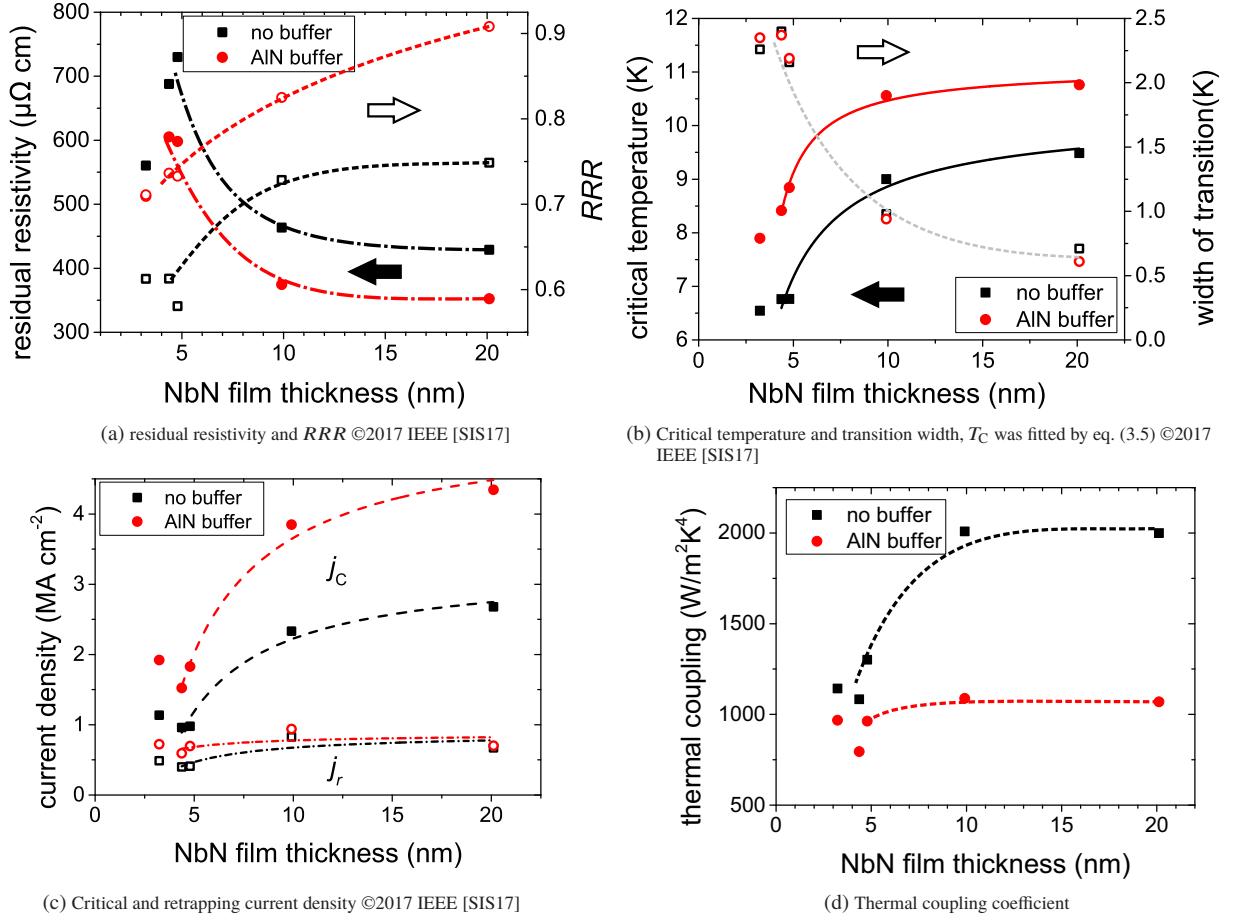 800
700
600
500
400
300
residual resistivity (μΩ cm)
no buffer
AlN buffer
0.9
0.8
0.7
0.6
RRR
5
10
15
20
NbN film thickness (nm)
(a) residual resistivity and RRR ©2017 IEEE [SIS17]
12
11
10
9
8
7
6
critical temperature (K)
2.5
2.0
1.5
1.0
0.5
0.0
width of transition(K)
no buffer
AlN buffer
0
5
10
15
20
NbN film thickness (nm)
(b) Critical temperature and transition width, TC was fitted by eq. (3.5) ©2017
IEEE [SIS17]
5
4
3
2
1
0
current density (MA cm-2)
no buffer
AlN buffer
jC
jr
0
5
10
15
20
NbN film thickness (nm)
(c) Critical and retrapping current density ©2017 IEEE [SIS17]
2000
1500
1000
500
thermal coupling (W/m2K4)
no buffer
AlN buffer
0
5
10
15
20
NbN film thickness (nm)
(d) Thermal coupling coefficient